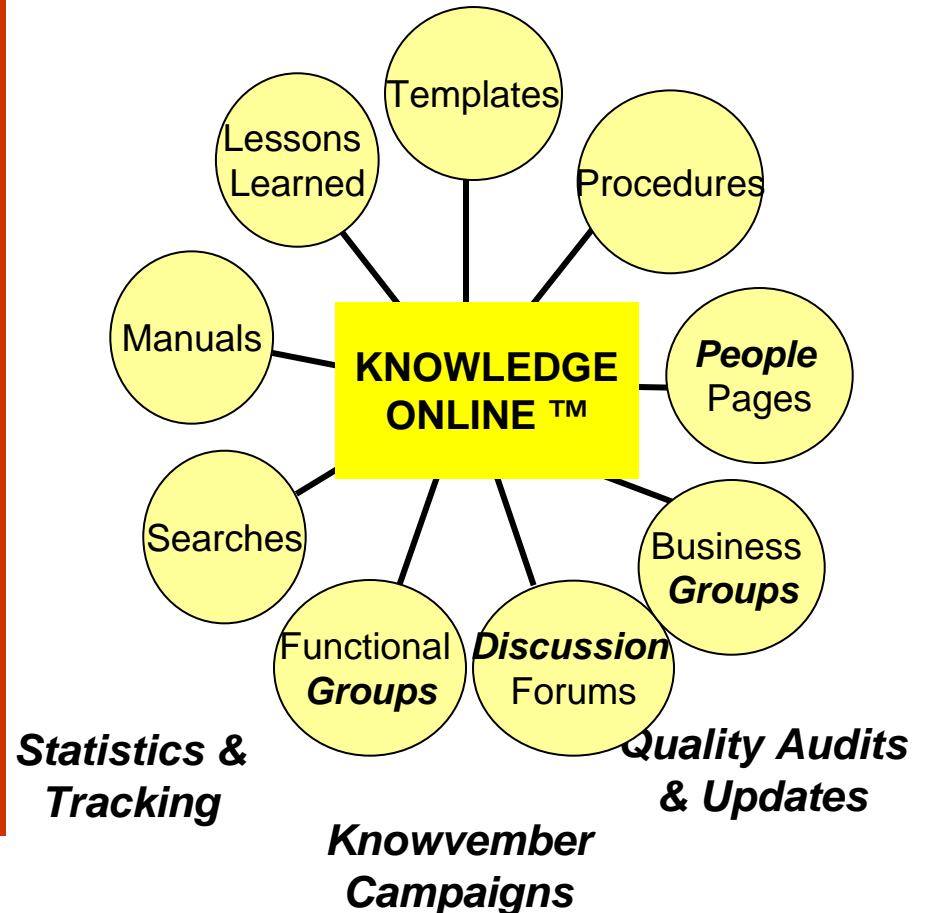 Templates
Lessons
Learned
Procedures
Manuals
KNOWLEDGE
ONLINE ™
People
Pages
Searches
Business
Groups
Functional
Groups
Discussion
Forums
Statistics &
Tracking
Quality Audits
& Updates
Knowvember
Campaigns